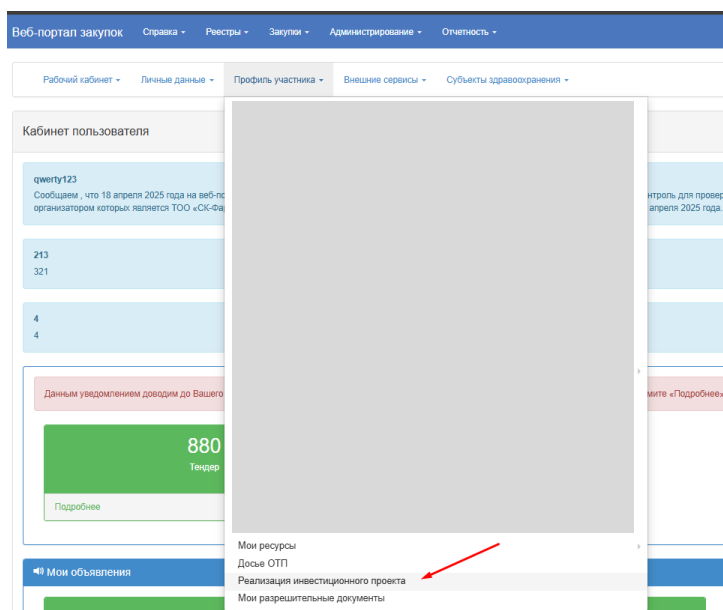 Веб-портал закупок Справка Реестры Закупки Администрирование Отчетность
Рабочий кабинет Личные данные Профиль участника Внешние сервисы Субъекты здравоохранения
Кабинет пользователя
qwerty123
Сообщаем , что 18 апреля 2025 года на веб-по
нтроль для провер
организатором которых является ТОО «СК-Фа
апреля 2025 года.
213
321
4
4
Данным уведомлением доводим до Вашего
мите «Подробнее»
880
Тендер
Подробнее
Мои ресурсы
Досье ОТП
Реализация инвестиционного проекта
Мои разрешительные документы
Мои объявления